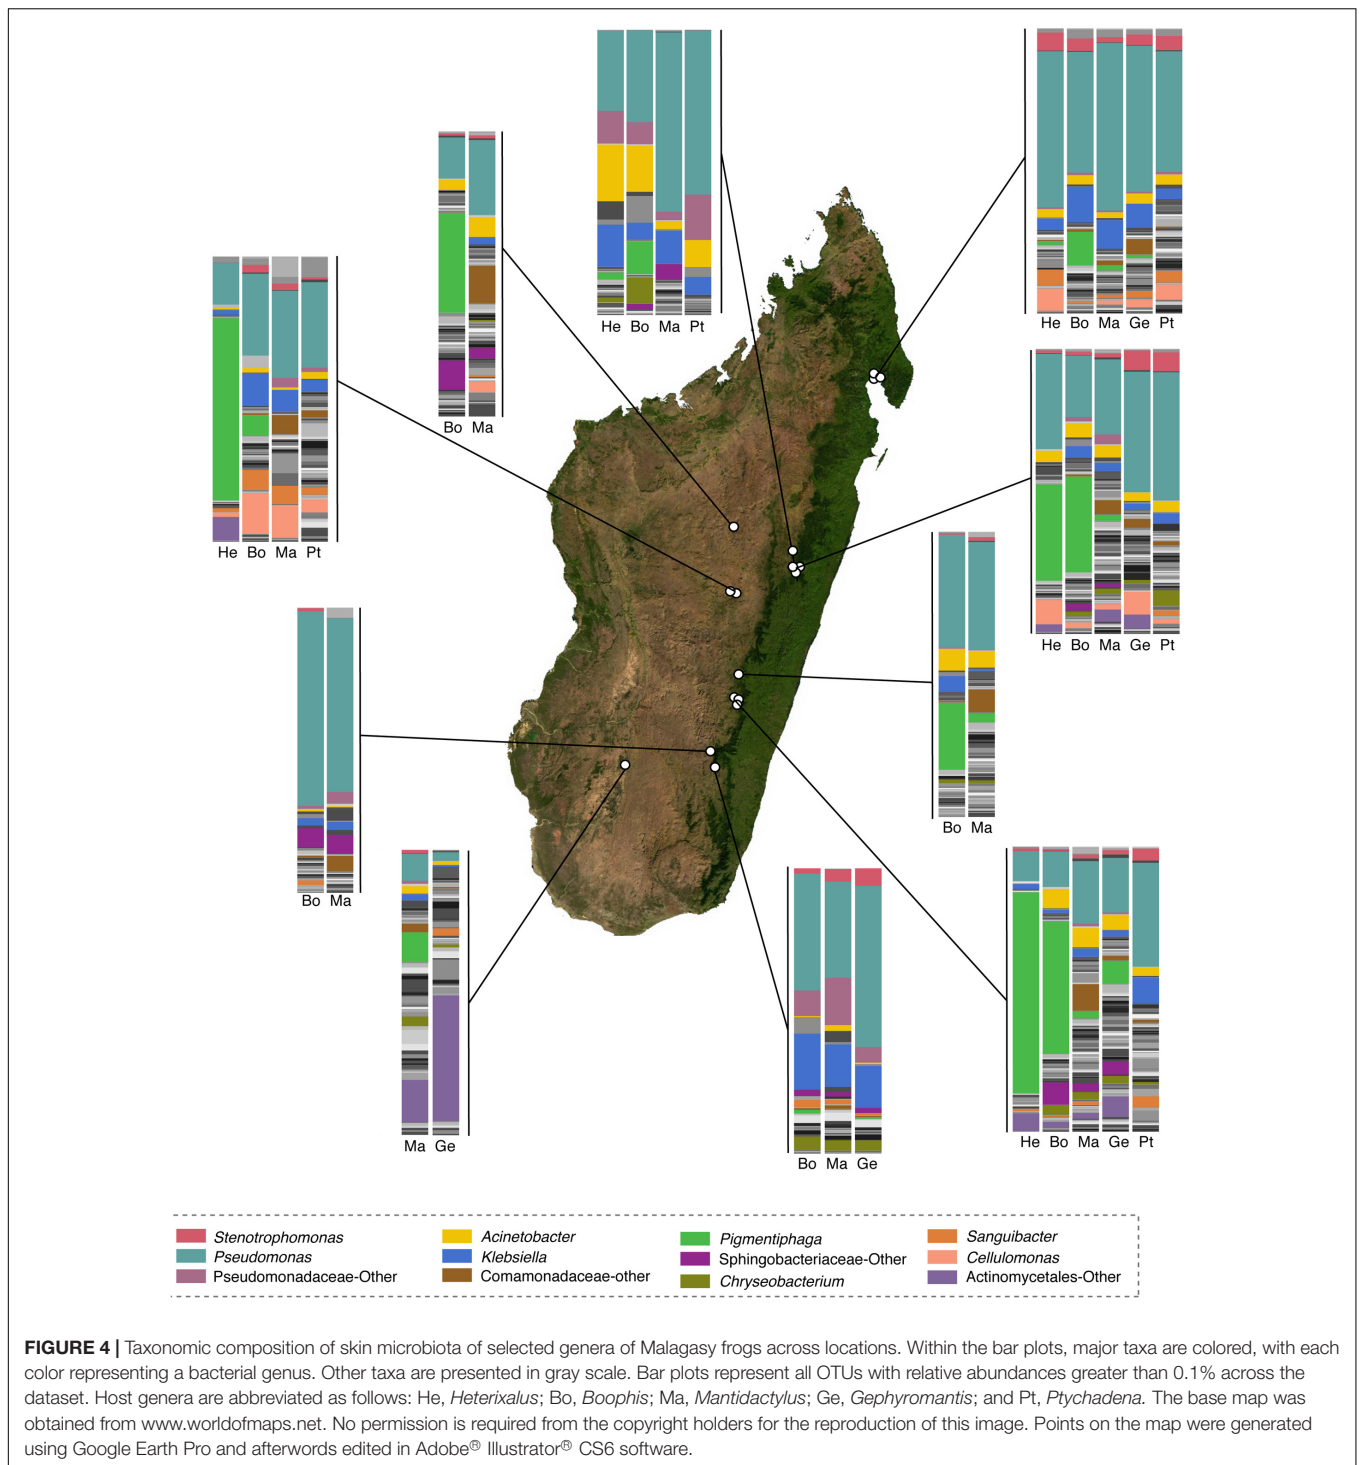 He Bo Ma Pt
He Bo Ma Ge Pt
Bo Ma
He Bo Ma Pt
He Bo Ma Ge Pt
Bo Ma
Bo Ma
Ma Ge
Bo Ma Ge
He Bo Ma Ge Pt
Stenotrophomonas
Pseudomonas
Pseudomonadaceae-Other
Acinetobacter
Klebsiella
Comamonadaceae-other
Pigmentiphaga
Sphingobacteriaceae-Other
Chryseobacterium
Sanguibacter
Cellulomonas
Actinomycetales-Other
FIGURE 4 | Taxonomic composition of skin microbiota of selected genera of Malagasy frogs across locations. Within the bar plots, major taxa are colored, with each
color representing a bacterial genus. Other taxa are presented in gray scale. Bar plots represent all OTUs with relative abundances greater than 0.1% across the
dataset. Host genera are abbreviated as follows: He, Heterixalus; Bo, Boophis; Ma, Mantidactylus; Ge, Gephyromantis; and Pt, Ptychadena. The base map was
obtained from www.worldofmaps.net. No permission is required from the copyright holders for the reproduction of this image. Points on the map were generated
using Google Earth Pro and afterwords edited in Adobe® Illustrator® CS6 software.